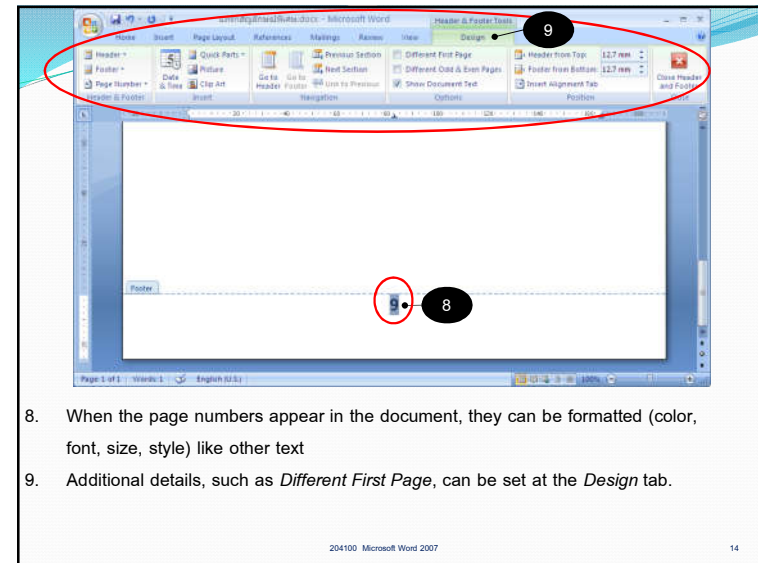 - Microsoft Word
Header & Footer Tools
9
Home Insert Page Layout References Mailings Review View Design
Header
Footer
Page Number
Header & Footer
Date & Time
Quick Parts
Picture
Clip Art
Insert
Go to Header
Go to Footer
Previous Section
Next Section
Link to Previous
Navigation
Different First Page
Different Odd & Even Pages
Show Document Text
Options
Header from Top: 12.7 mm
Footer from Bottom: 12.7 mm
Insert Alignment Tab
Position
Close Header and Footer
Close
Footer
9
8
Page 1 of 1 Words: 1 English (U.S.) 100%
8. When the page numbers appear in the document, they can be formatted (color,
font, size, style) like other text
9. Additional details, such as Different First Page, can be set at the Design tab.
204100 Microsoft Word 2007
14